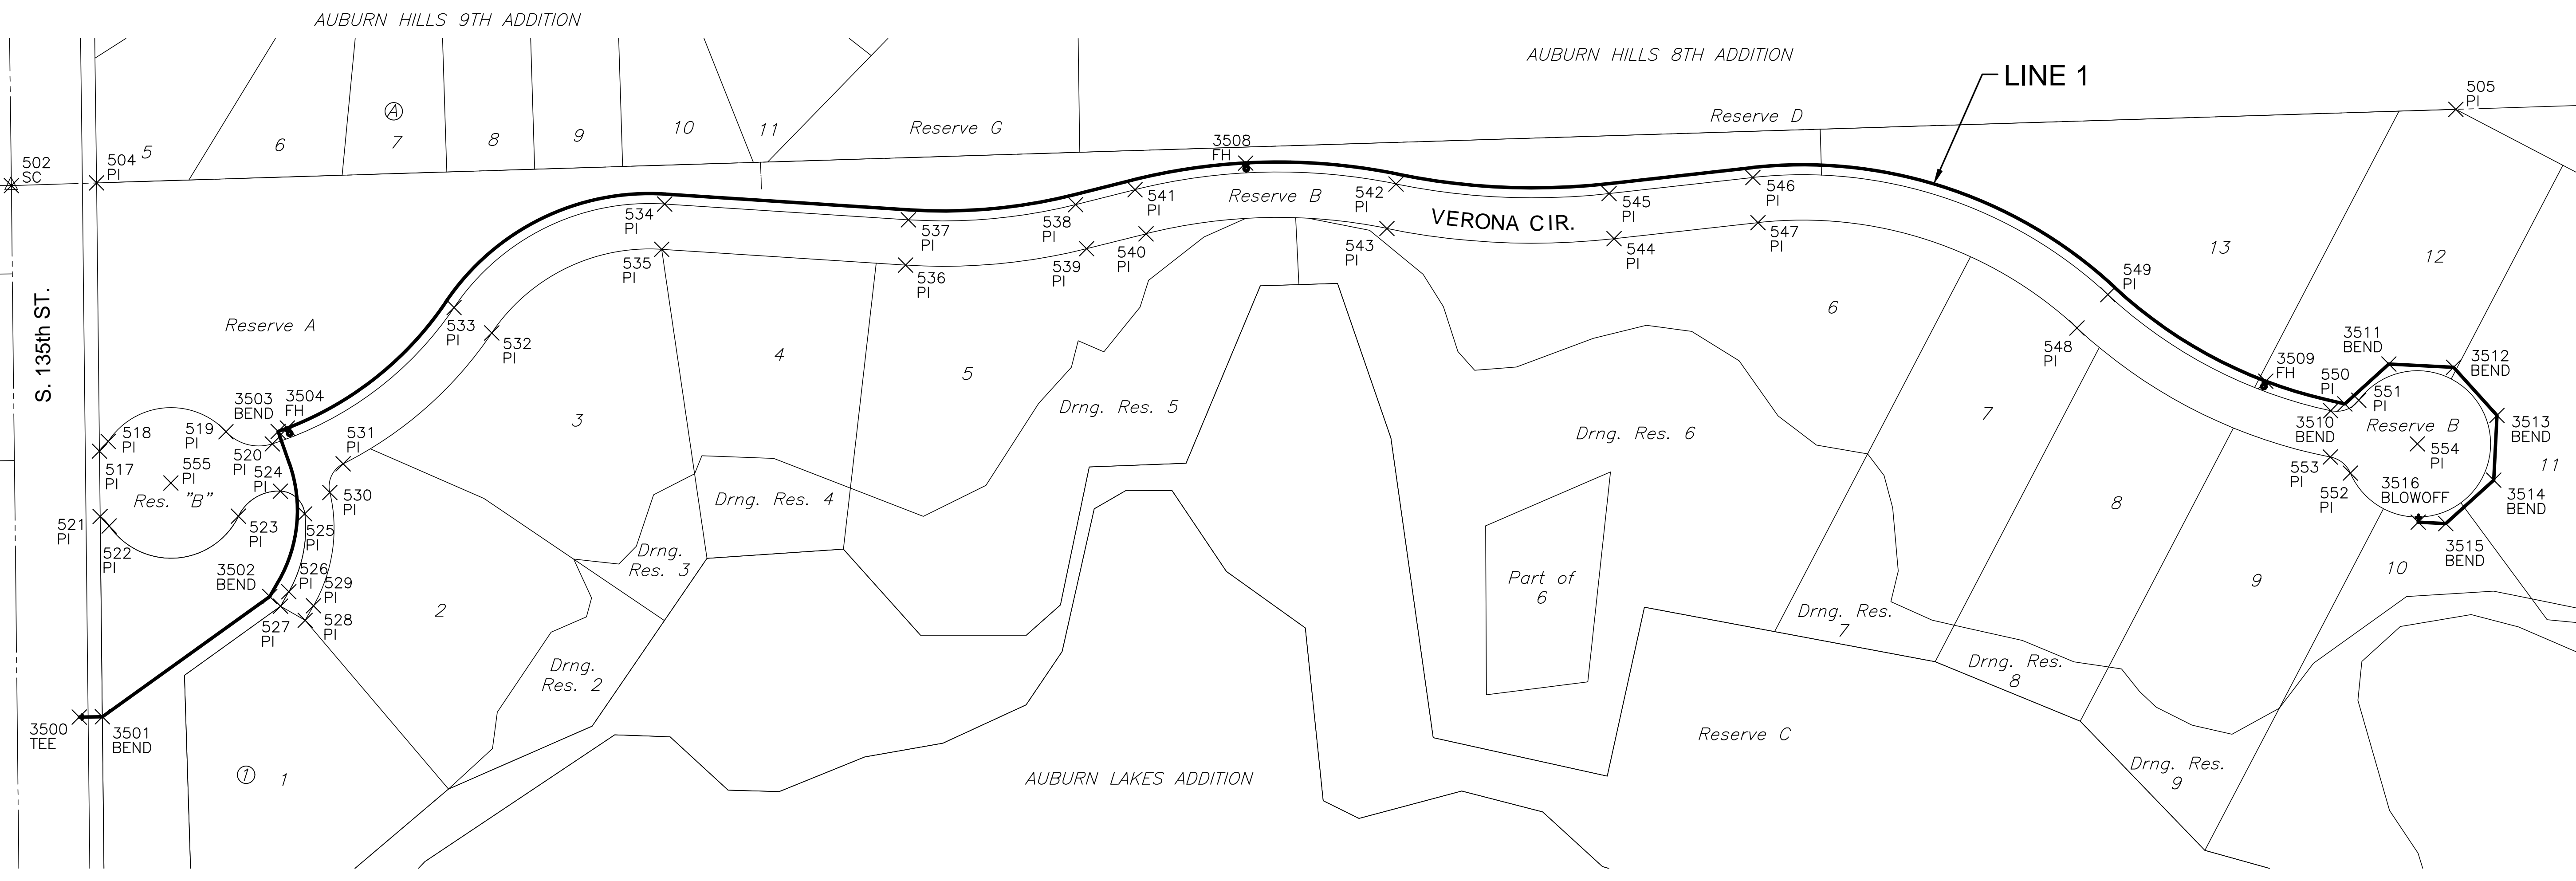 AUBURN HILLS 9TH ADDITION
AUBURN HILLS 8TH ADDITION
LINE 1
505
PI
Reserve D
Reserve G
A
5
6
7
8
9
10
11
502
SC
504
PI
3508
FH
541
PI
542
PI
Reserve B
VERONA CIR.
534
PI
537
PI
538
PI
545
PI
546
PI
535
PI
536
PI
539
PI
540
PI
543
PI
544
PI
547
PI
549
PI
13
12
S. 135th ST.
Reserve A
533
PI
532
PI
548
PI
4
5
6
3511
BEND
3512
BEND
3509
FH
550
PI
551
PI
3503
BEND
3504
FH
518
PI
519
PI
517
PI
520
PI
531
PI
3
Drng. Res. 5
Drng. Res. 6
7
3510
BEND
Reserve B
3513
BEND
554
PI
555
PI
524
PI
Res. "B"
530
PI
Drng. Res. 4
553
PI
552
PI
3516
BLOWOFF
11
3514
BEND
8
521
PI
522
PI
523
PI
525
PI
3515
BEND
Drng.
Res. 3
3502
BEND
526
PI
529
PI
527
PI
528
PI
2
Part of
6
9
10
Drng. Res.
7
Drng.
Res. 2
Drng. Res.
8
3500
TEE
3501
BEND
Reserve C
1
1
AUBURN LAKES ADDITION
Drng. Res.
9